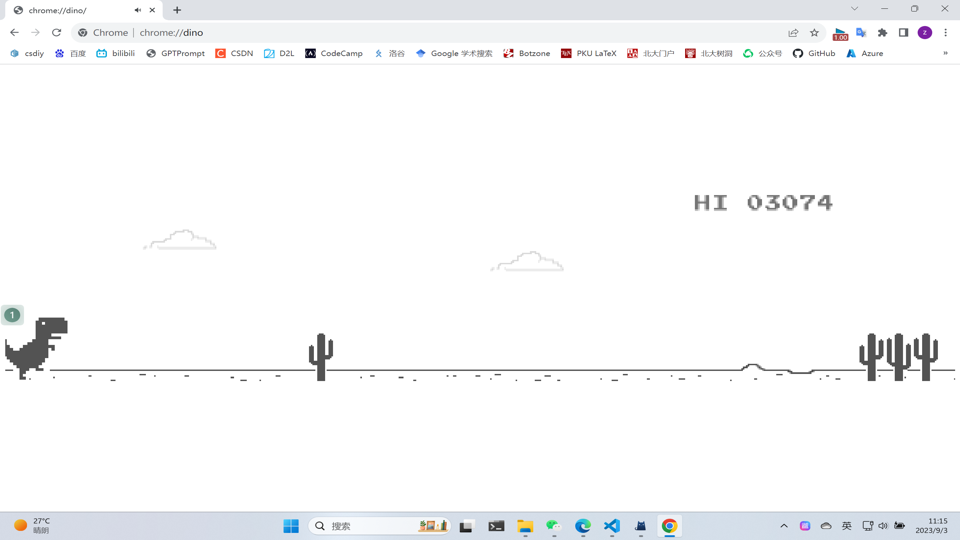 chrome://dino/
Chrome | chrome://dino
1.00
z
csdiy 百度 bilibili GPTPrompt CSDN D2L CodeCamp 洛谷 Google 学术搜索 Botzone PKU LaTeX 北大门户 北大树洞 公众号 GitHub Azure »
HI 03074
1
27°C
晴朗
搜索
英
11:15
2023/9/3